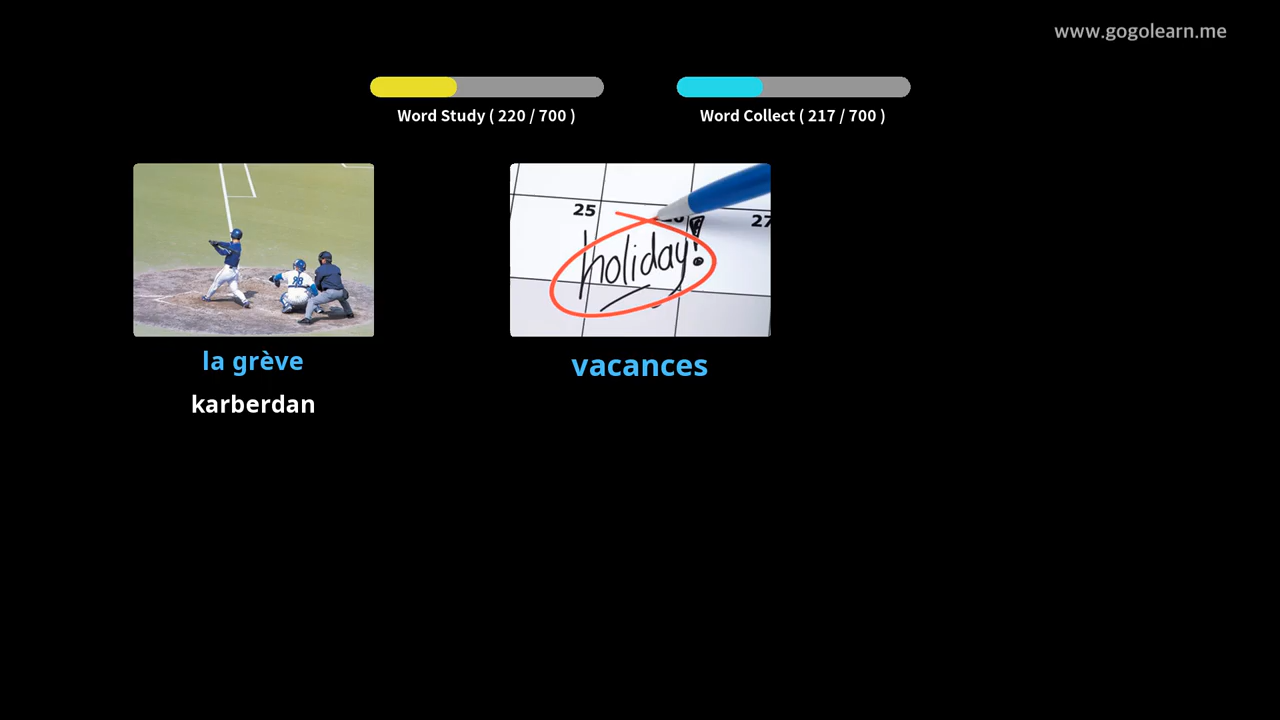 www.gogolearn.me
Word Study ( 220 / 700 )
Word Collect ( 217 / 700 )
25
27
holiday!
la grève
vacances
karberdan